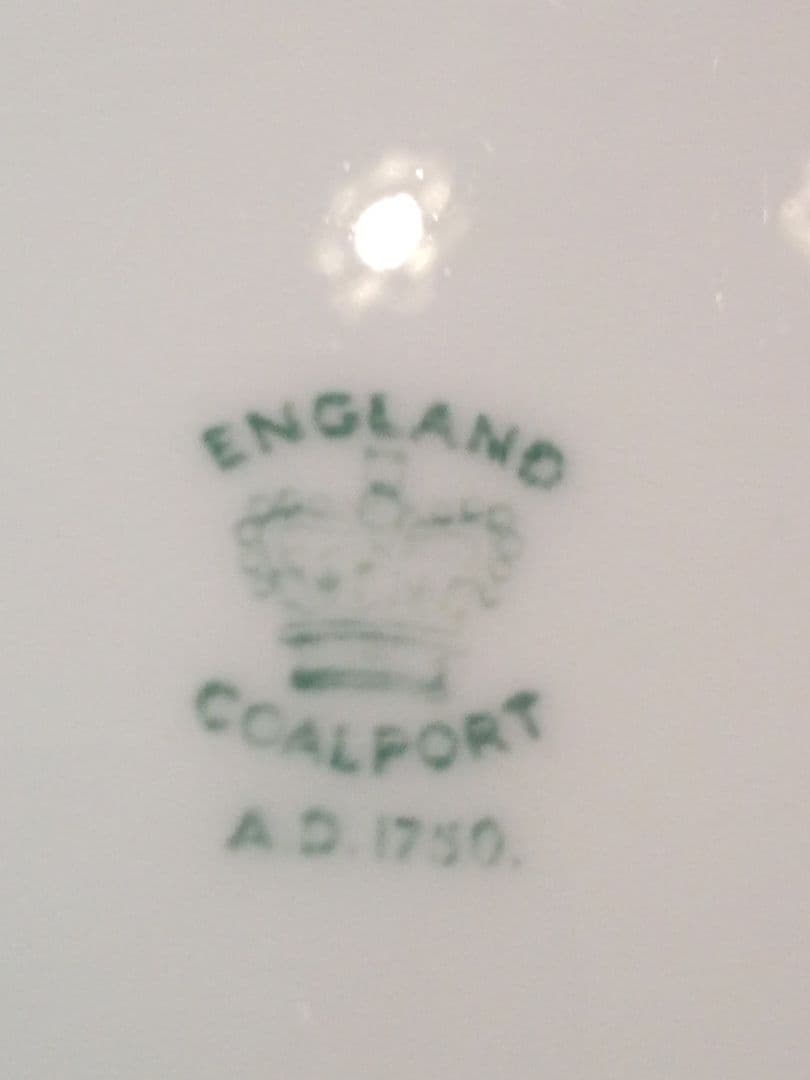 ENGLAND
COALPORT
A.D. 1750.